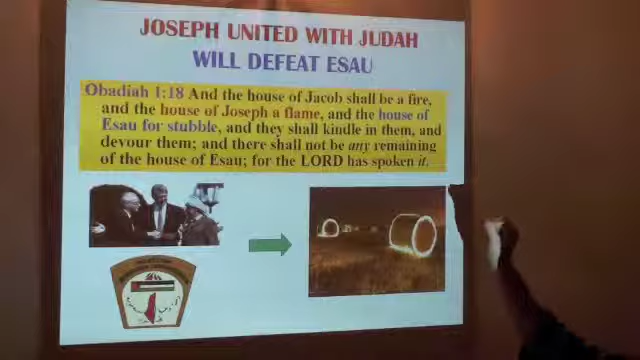 JOSEPH UNITED WITH JUDAH
WILL DEFEAT ESAU
Obadiah 1:18 And the house of Jacob shall be a fire,
and the house of Joseph a flame, and the house of
Esau for stubble, and they shall kindle in them, and
devour them; and there shall not be any remaining
of the house of Esau; for the LORD has spoken it.